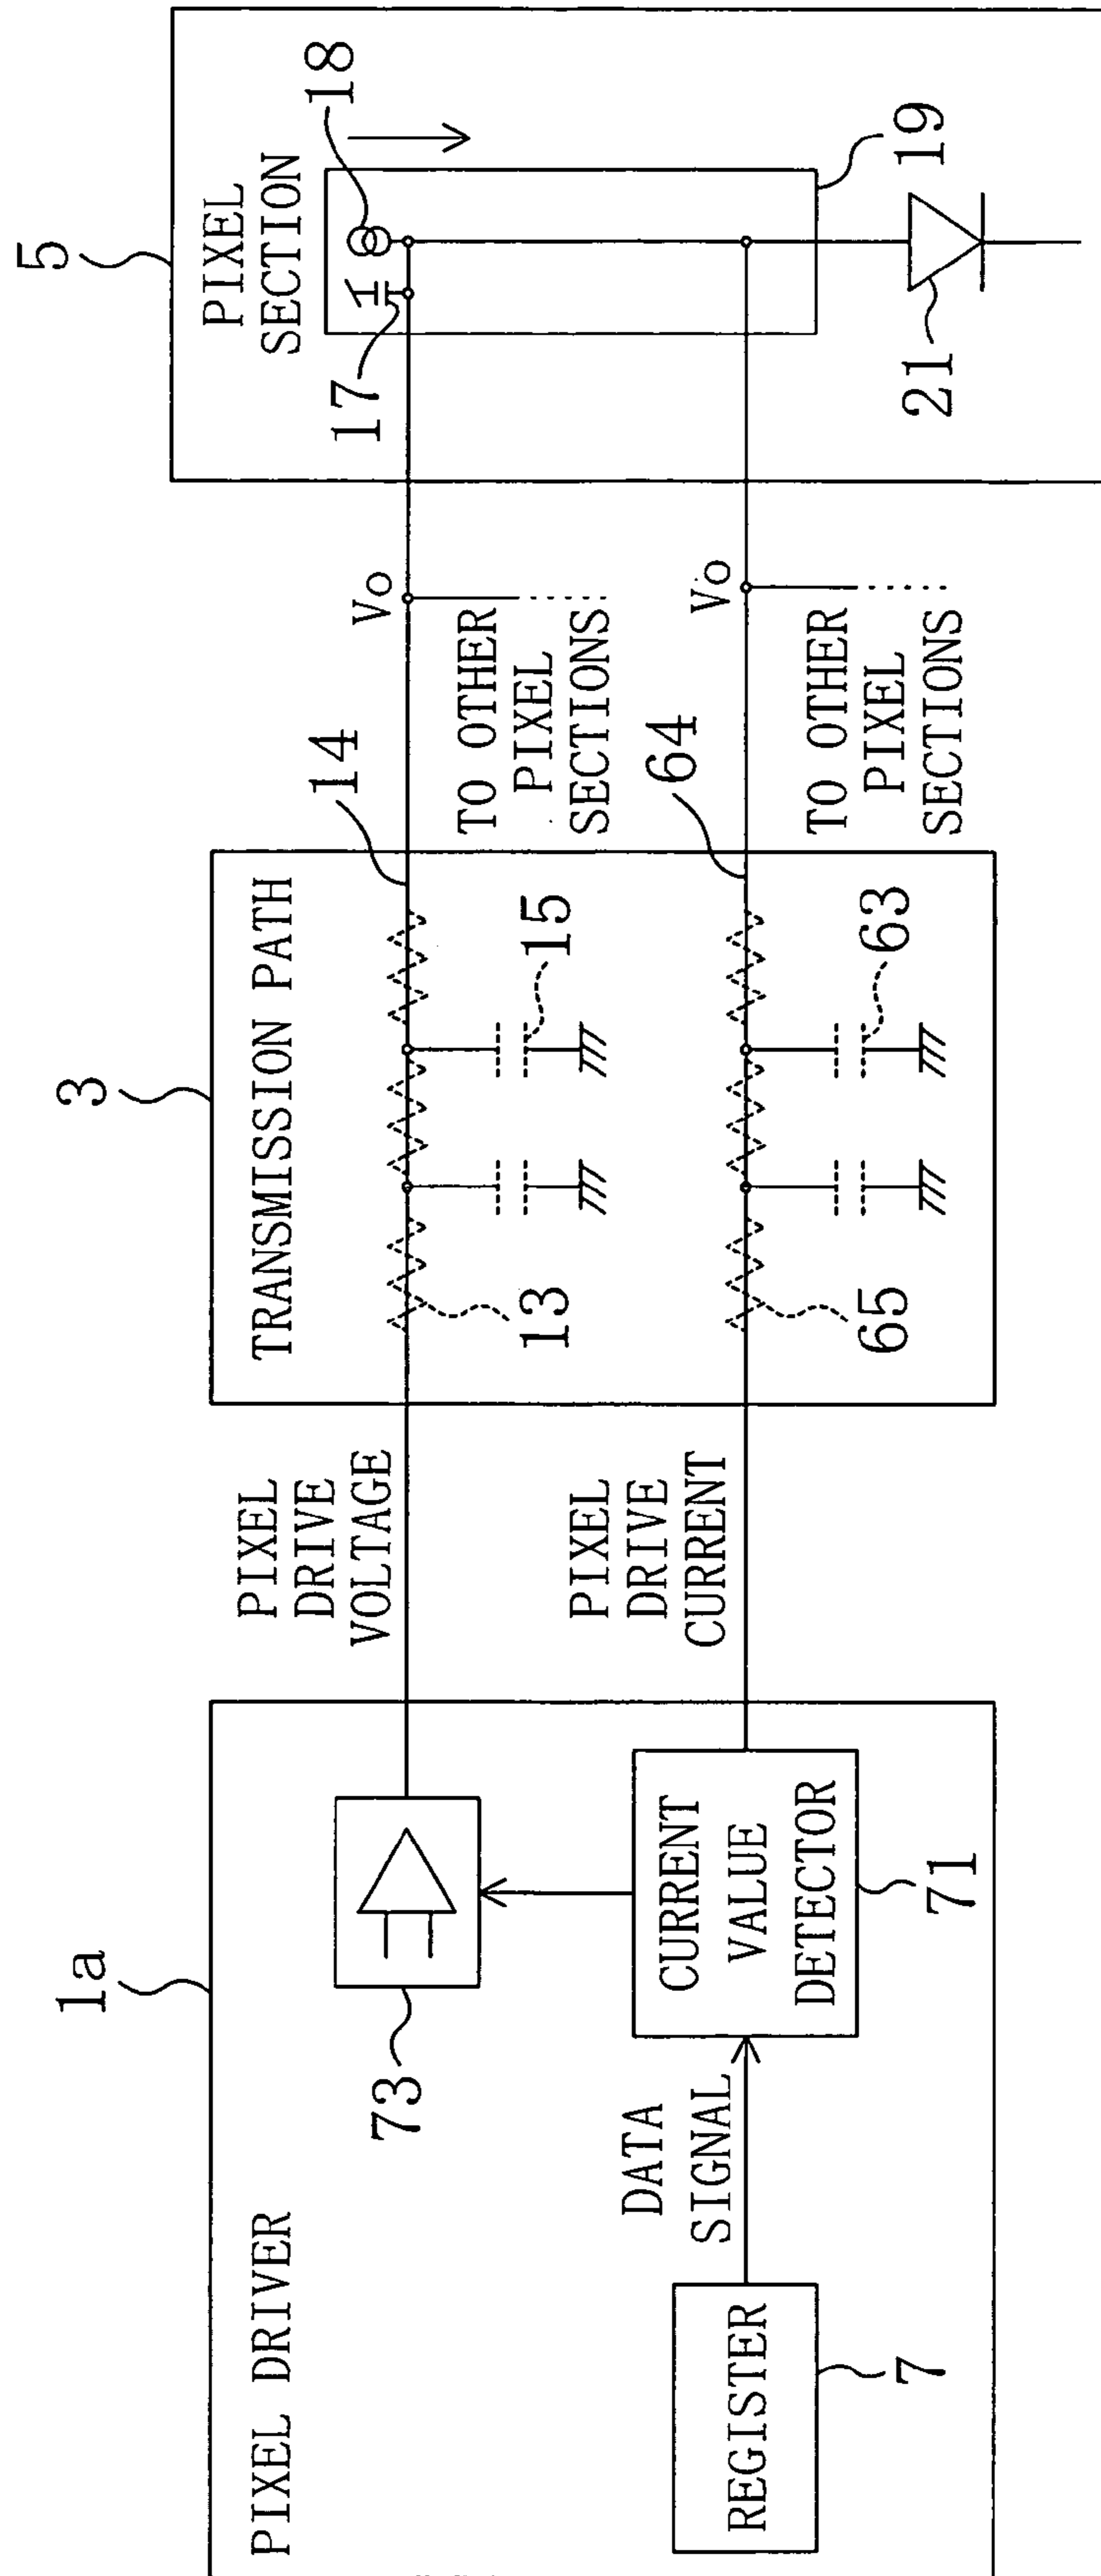 1a
PIXEL DRIVER
73
REGISTER
7
DATA
SIGNAL
CURRENT
VALUE
DETECTOR
71
PIXEL
DRIVE
VOLTAGE
PIXEL
DRIVE
CURRENT
3
TRANSMISSION PATH
13
15
14
65
63
64
Vo
TO OTHER
PIXEL
SECTIONS
Vo
TO OTHER
PIXEL
SECTIONS
5
PIXEL
SECTION
17
18
19
21